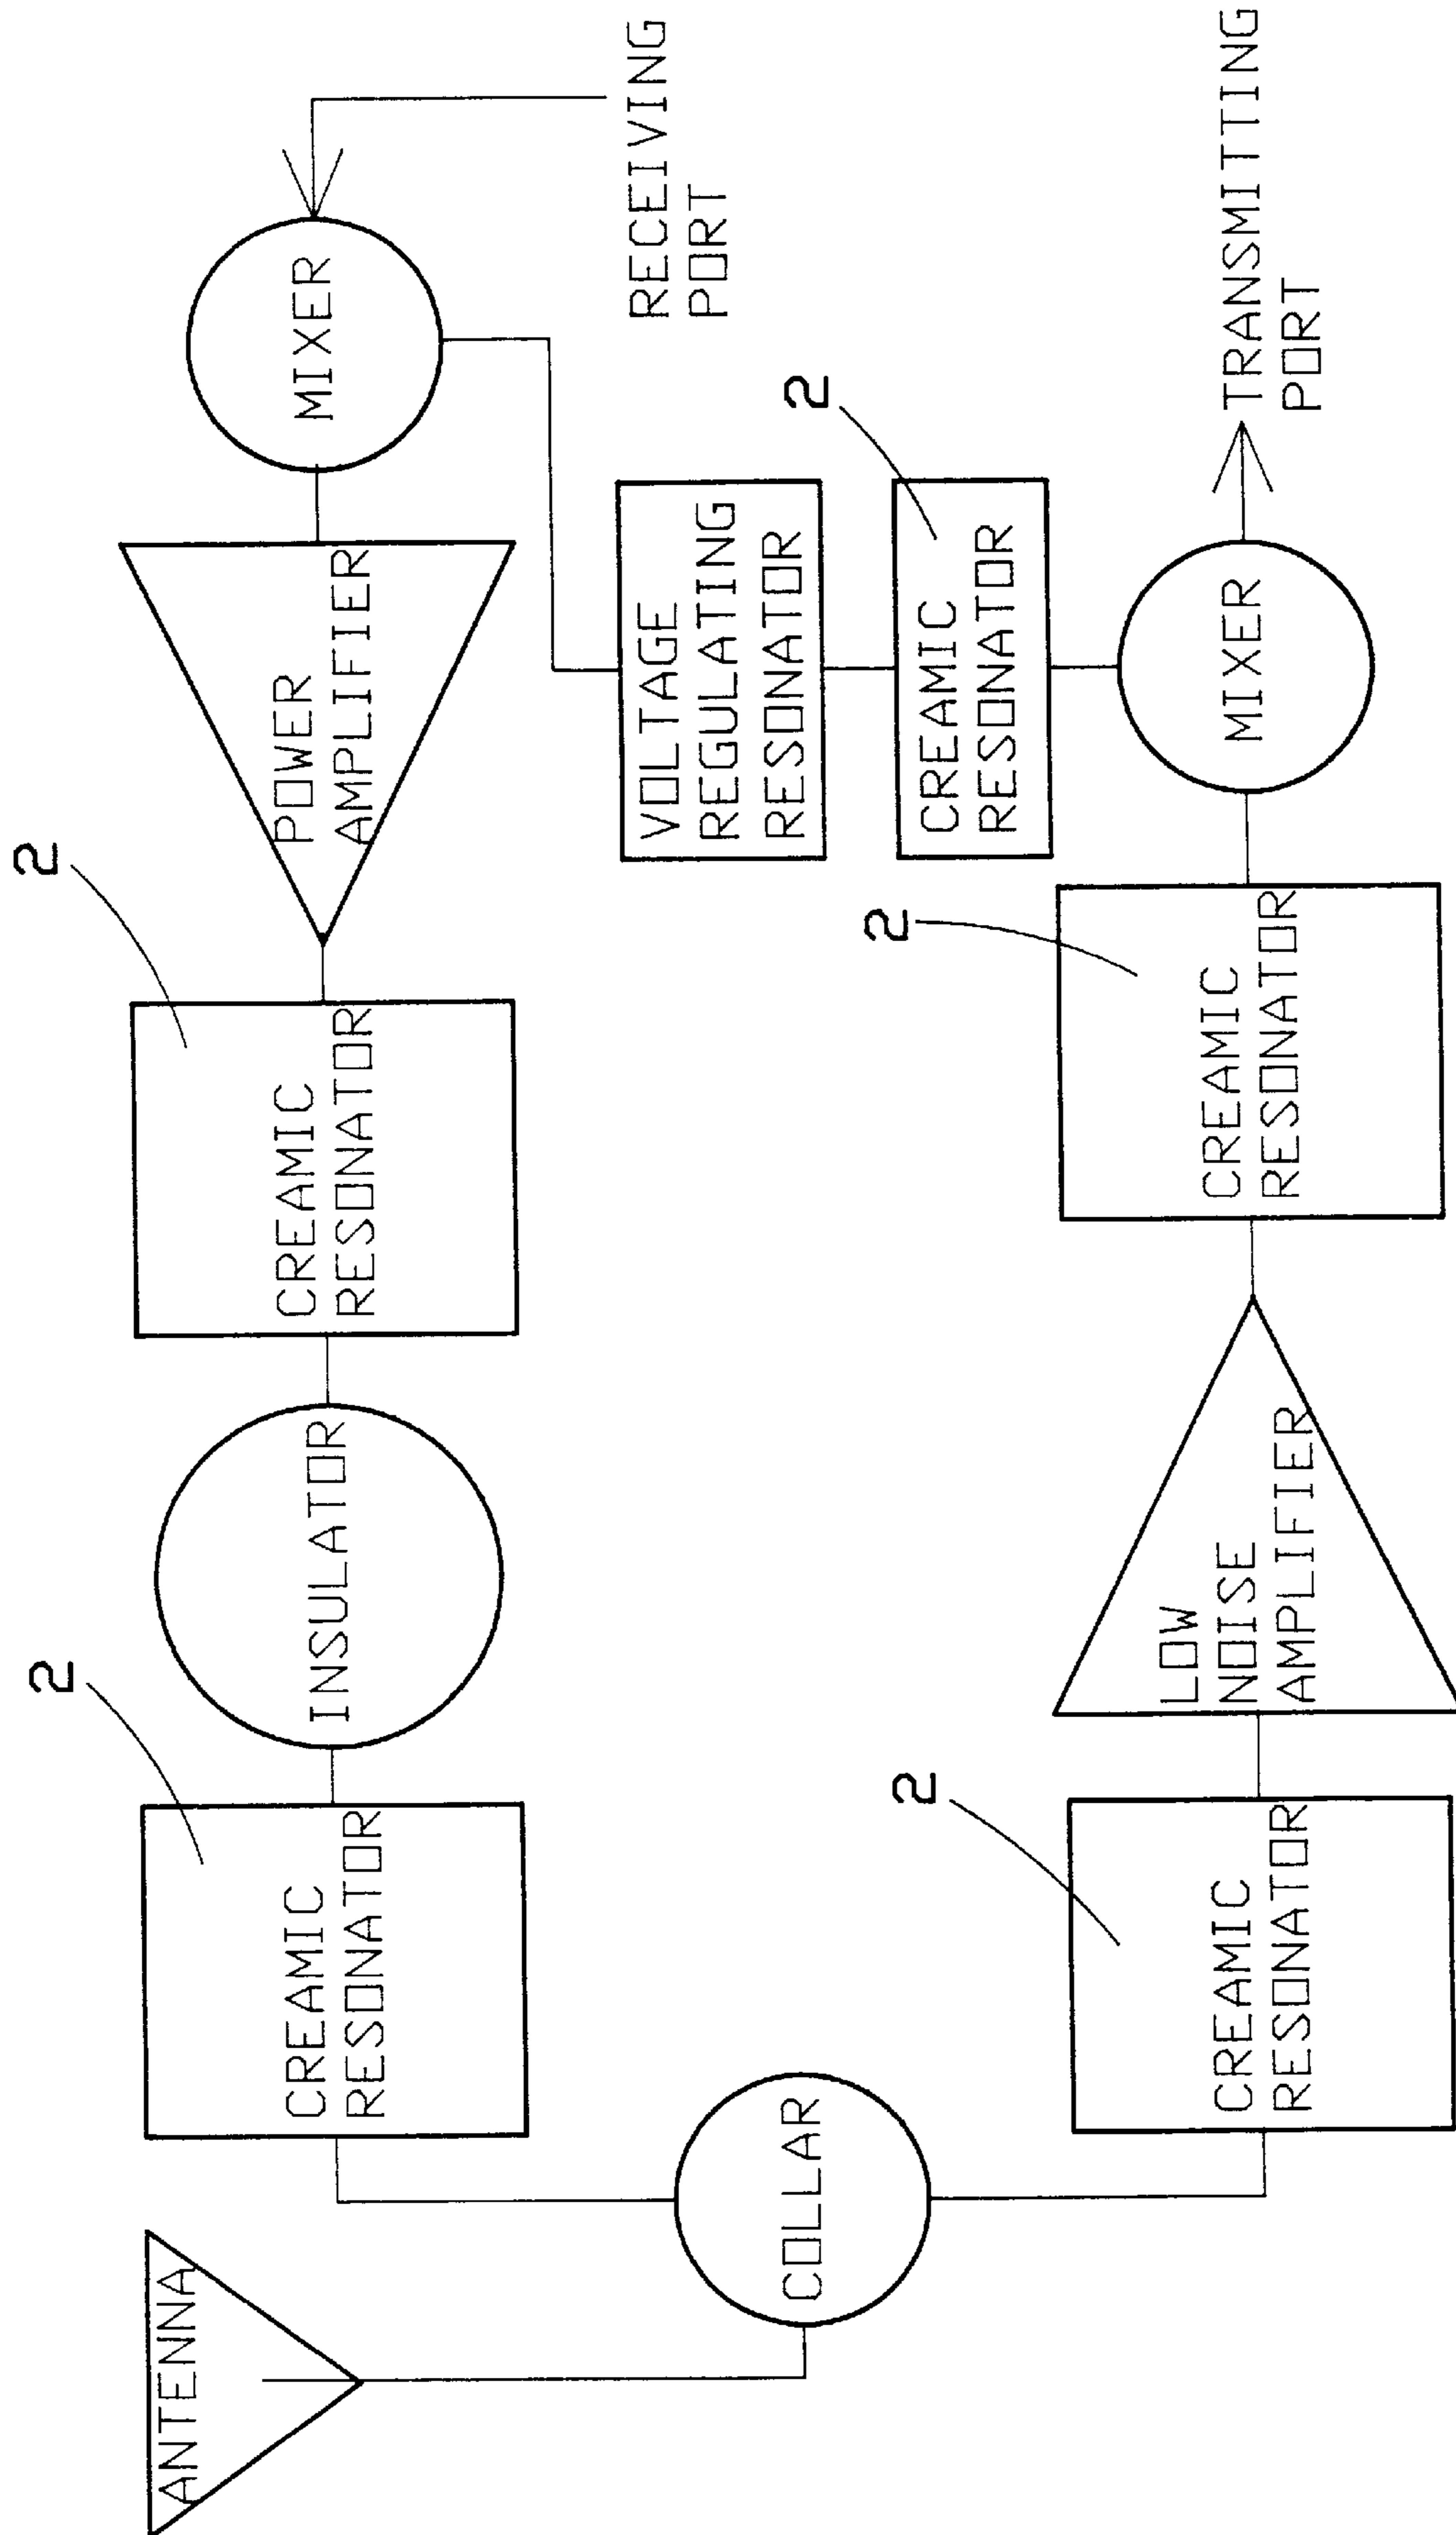 ANTENNA
COLLAR
2
CREAMIC
RESONATOR
INSULATOR
2
CREAMIC
RESONATOR
POWER
AMPLIFIER
MIXER
RECEIVING
PORT
VOLTAGE
REGULATING
RESONATOR
2
CREAMIC
RESONATOR
2
CREAMIC
RESONATOR
LOW
NOISE
AMPLIFIER
2
CREAMIC
RESONATOR
MIXER
TRANSMITTING
PORT